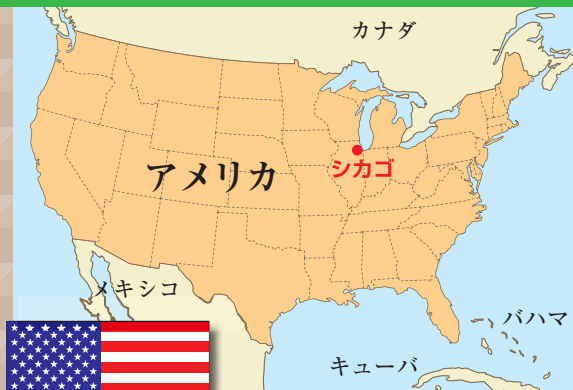 カナダ
アメリカ
シカゴ
メキシコ
バハマ
キューバ